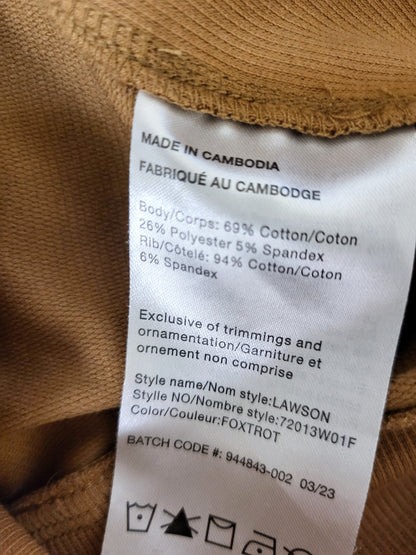 MADE IN CAMBODIA
FABRIQUÉ AU CAMBODGE
Body/Corps: 69% Cotton/Coton
26% Polyester 5% Spandex
Rib/Côtelé: 94% Cotton/Coton
6% Spandex
Exclusive of trimmings and
ornamentation/Garniture et
ornement non comprise
Style name/Nom style:LAWSON
Stylle NO/Nombre style:72013W01F
Color/Couleur:FOXTROT
BATCH CODE #: 944843-002 03/23